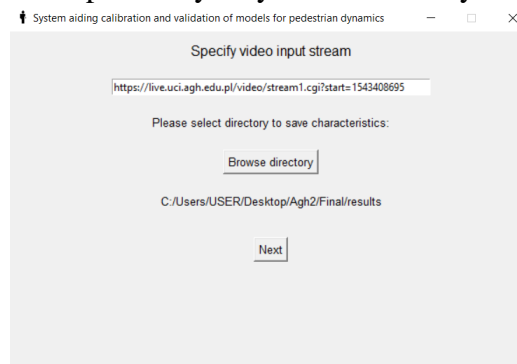 System aiding calibration and validation of models for pedestrian dynamics
Specify video input stream
https://live.uci.agh.edu.pl/video/stream1.cgi?start=1543408695
Please select directory to save characteristics:
Browse directory
C:/Users/USER/Desktop/Agh2/Final/results
Next